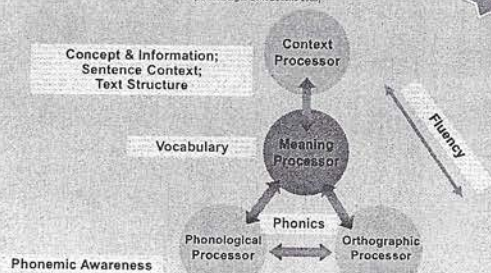 Context
Processor
Concept & Information;
Sentence Context;
Text Structure
Fluency
Vocabulary
Meaning
Processor
Phonics
Phonological
Processor
Orthographic
Processor
Phonemic Awareness